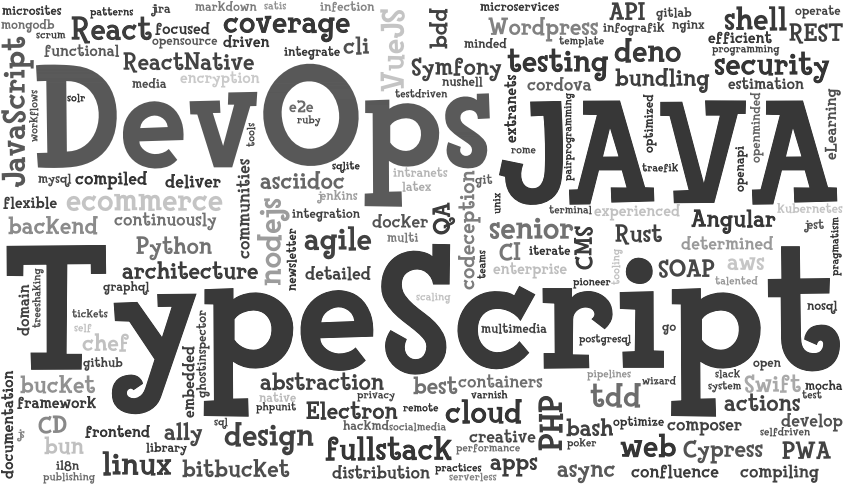 microsites
patterns
jra
markdown
satis
infection
microservices
API
gitlab
shell
operate
mongodb
scrum
React
focused
opensource
coverage
VueJS
bdd
Wordpress
infografik
nginx
efficient
REST
functional
driven
integrate
cli
minded
template
deno
programming
JavaScript
ReactNative
Symfony
testing
bundling
security
workflows
media
encryption
nushell
cordova
estimation
DevOps
solr
e2e
ruby
tools
testdriven
extranets
JAVA
pairprogramming
optimized
openminded
eLearning
rome
traefik
openapi
sqlite
mysql
compiled
deliver
communities
asciidoc
intranets
latex
git
codeception
unix
flexible
ecommerce
jenkins
terminal
experienced
kubernetes
backend
continuously
nodejs
integration
docker
QA
senior
Angular
jest
pragmatism
Python
newsletter
agile
multi
CI
iterate
CMS
Rust
determined
architecture
detailed
teams
enterprise
tooling
SOAP
aws
talented
graphql
pioneer
domain
treeshaking
TypeScript
scaling
nosql
tickets
self
chef
multimedia
postgresql
go
github
embedded
ghostinspector
open
bucket
abstraction
best
containers
pipelines
wizard
slack
system
Swift
mocha
framework
native
privacy
varnish
tdd
test
documentation
phpunit
Electron
remote
cloud
PHP
actions
CD
sql
hackmd
socialmedia
bash
optimize
composer
develop
frontend
ally
design
creative
poker
selfdriven
bun
library
fullstack
performance
web
Cypress
PWA
i18n
linux
bitbucket
distribution
practices
apps
async
confluence
compiling
publishing
serverless